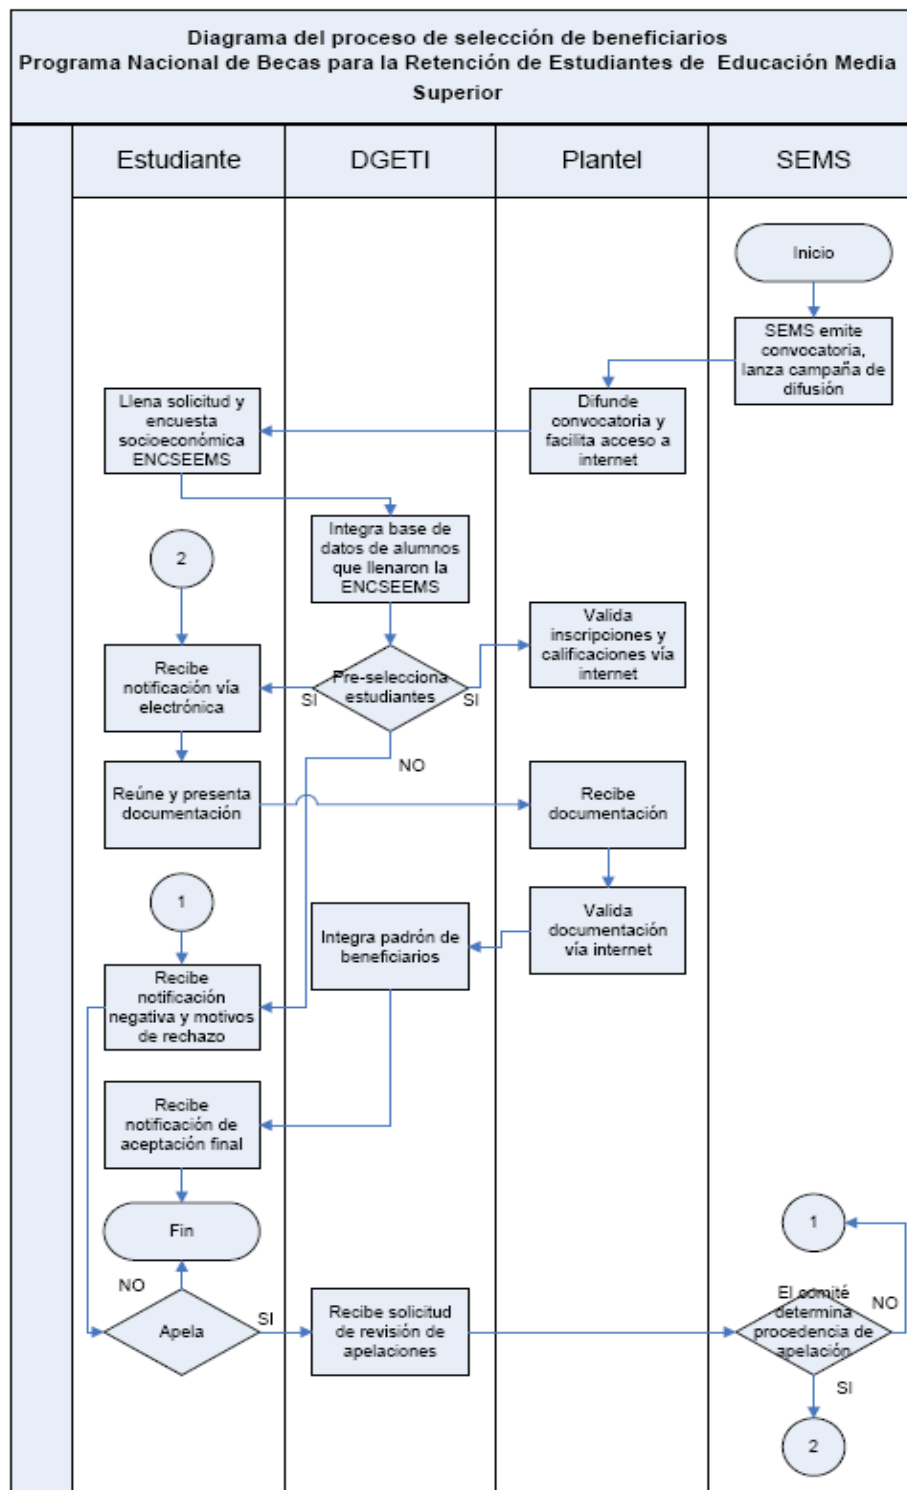 Diagrama del proceso de selección de beneficiarios
Programa Nacional de Becas para la Retención de Estudiantes de Educación Media
Superior
Estudiante
DGETI
Plantel
SEMS
Inicio
SEMS emite
convocatoria,
lanza campaña de
difusión
Llena solicitud y
encuesta
socioeconómica
ENCSEEMS
Difunde
convocatoria y
facilita acceso a
internet
Integra base de
datos de alumnos
que llenaron la
ENCSEEMS
2
Valida
inscripciones y
calificaciones vía
internet
Recibe
notificación vía
electrónica
Pre-selecciona
estudiantes
SI
SI
NO
Reúne y presenta
documentación
Recibe
documentación
1
Integra padrón de
beneficiarios
Valida
documentación
vía internet
Recibe
notificación
negativa y motivos
de rechazo
Recibe
notificación de
aceptación final
Fin
1
NO
Apela
SI
Recibe solicitud
de revisión de
apelaciones
El comité
determina
procedencia de
apelación
NO
SI
2